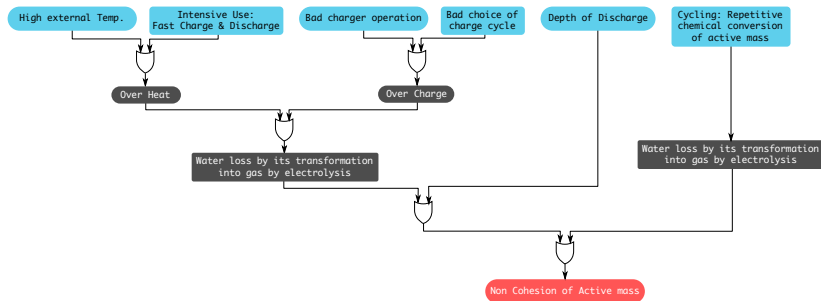 High external Temp.
Intensive Use:
Fast Charge & Discharge
Bad charger operation
Bad choice of
charge cycle
Depth of Discharge
Cycling: Repetitive
chemical conversion
of active mass
Over Heat
Over Charge
Water loss by its transformation
into gas by electrolysis
Water loss by its transformation
into gas by electrolysis
Non Cohesion of Active mass